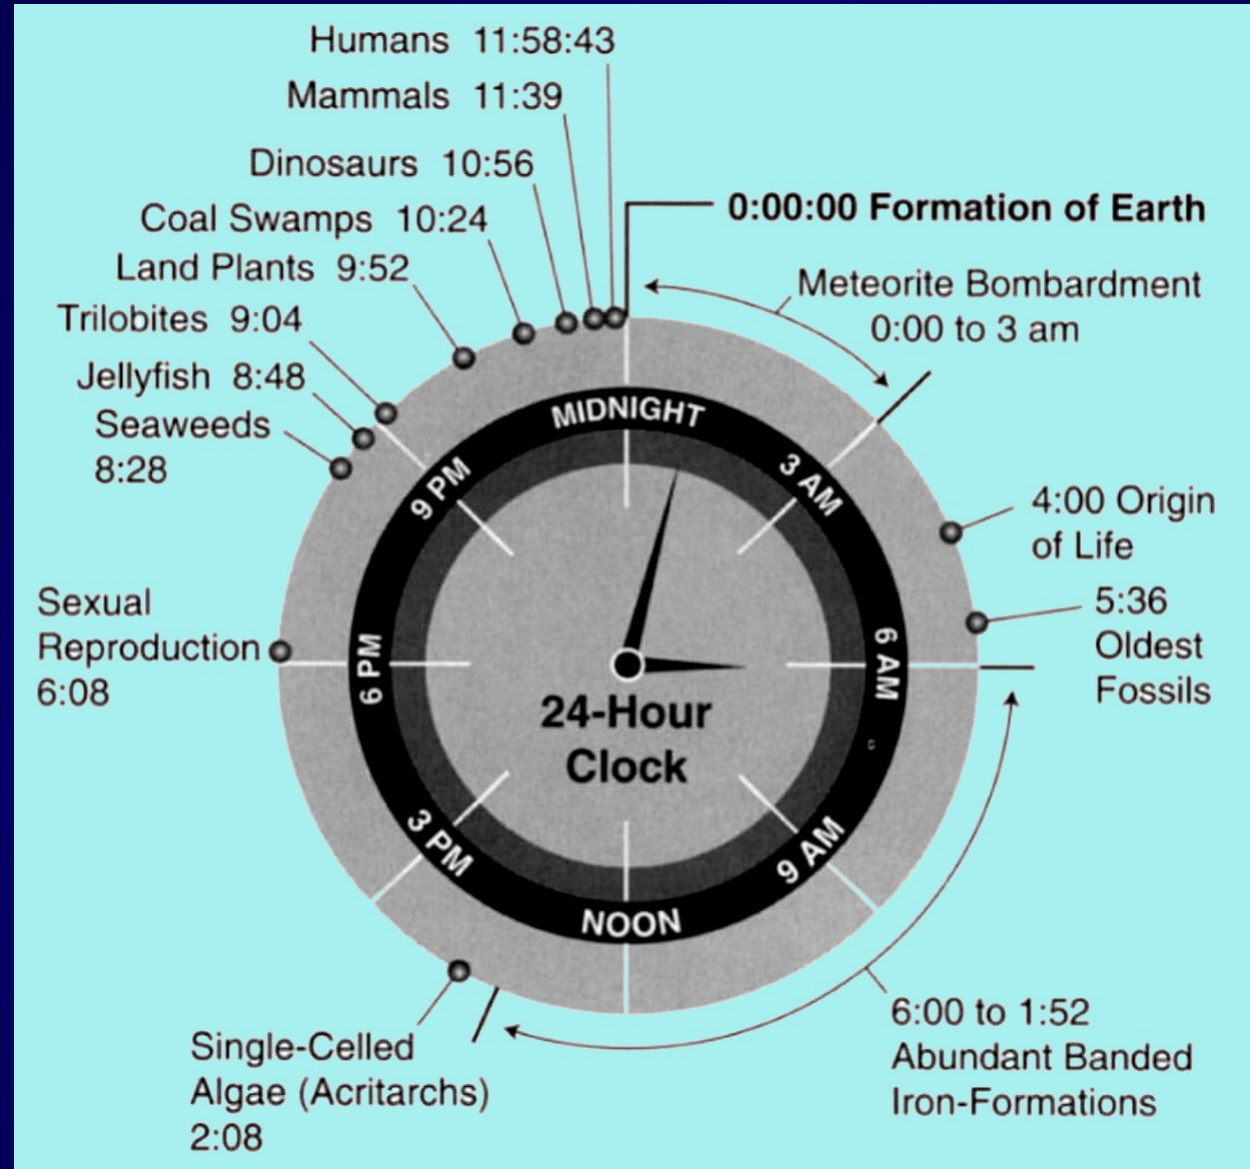 Humans 11:58:43
Mammals 11:39
Dinosaurs 10:56
Coal Swamps 10:24
Land Plants 9:52
Trilobites 9:04
Jellyfish 8:48
Seaweeds
8:28
Sexual
Reproduction
6:08
Single-Celled
Algae (Acritarchs)
2:08
0:00:00 Formation of Earth
Meteorite Bombardment
0:00 to 3 am
4:00 Origin
of Life
5:36
Oldest
Fossils
6:00 to 1:52
Abundant Banded
Iron-Formations
MIDNIGHT
3 AM
6 AM
9 AM
NOON
3 PM
6 PM
9 PM
24-Hour
Clock